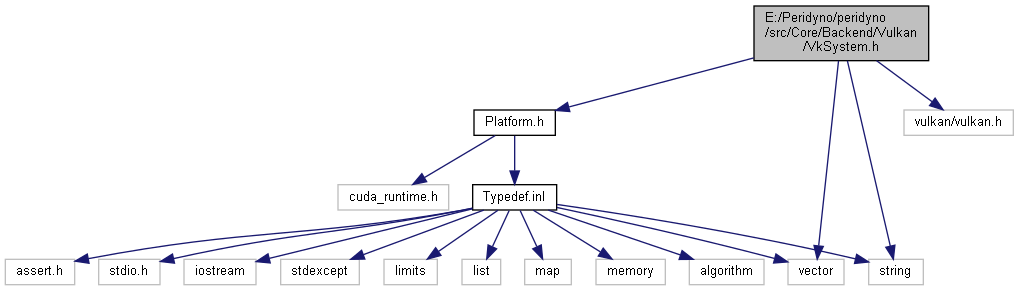 E:/Peridyno/peridyno
/src/Core/Backend/Vulkan
/VkSystem.h
Platform.h
vulkan/vulkan.h
cuda_runtime.h
Typedef.inl
assert.h
stdio.h
iostream
stdexcept
limits
list
map
memory
algorithm
vector
string